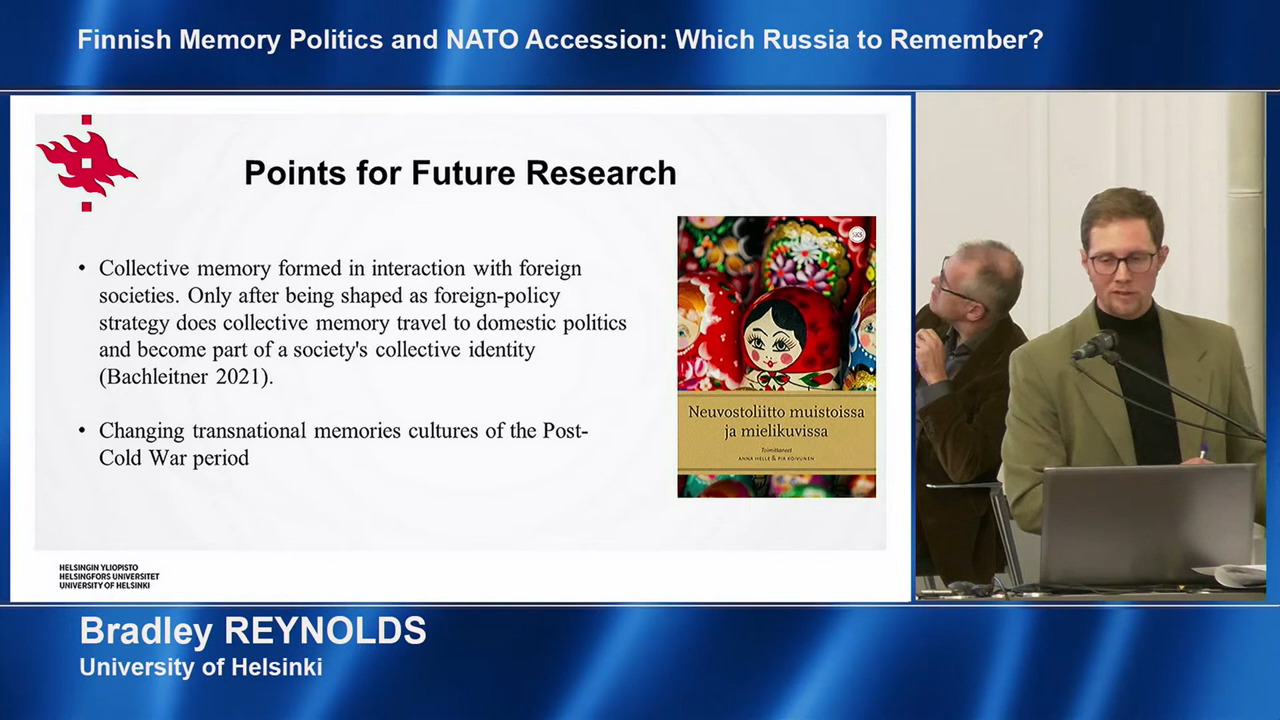 Finnish Memory Politics and NATO Accession: Which Russia to Remember?
Points for Future Research
• Collective memory formed in interaction with foreign
societies. Only after being shaped as foreign-policy
strategy does collective memory travel to domestic politics
and become part of a society's collective identity
(Bachleitner 2021).
• Changing transnational memories cultures of the Post-
Cold War period
SKS
Neuvostoliitto muistoissa
ja mielikuvissa
Toimittaneet
ANNA HELLE & PIA KOIVUNEN
HELSINGIN YLIOPISTO
HELSINGFORS UNIVERSITET
UNIVERSITY OF HELSINKI
Bradley REYNOLDS
University of Helsinki